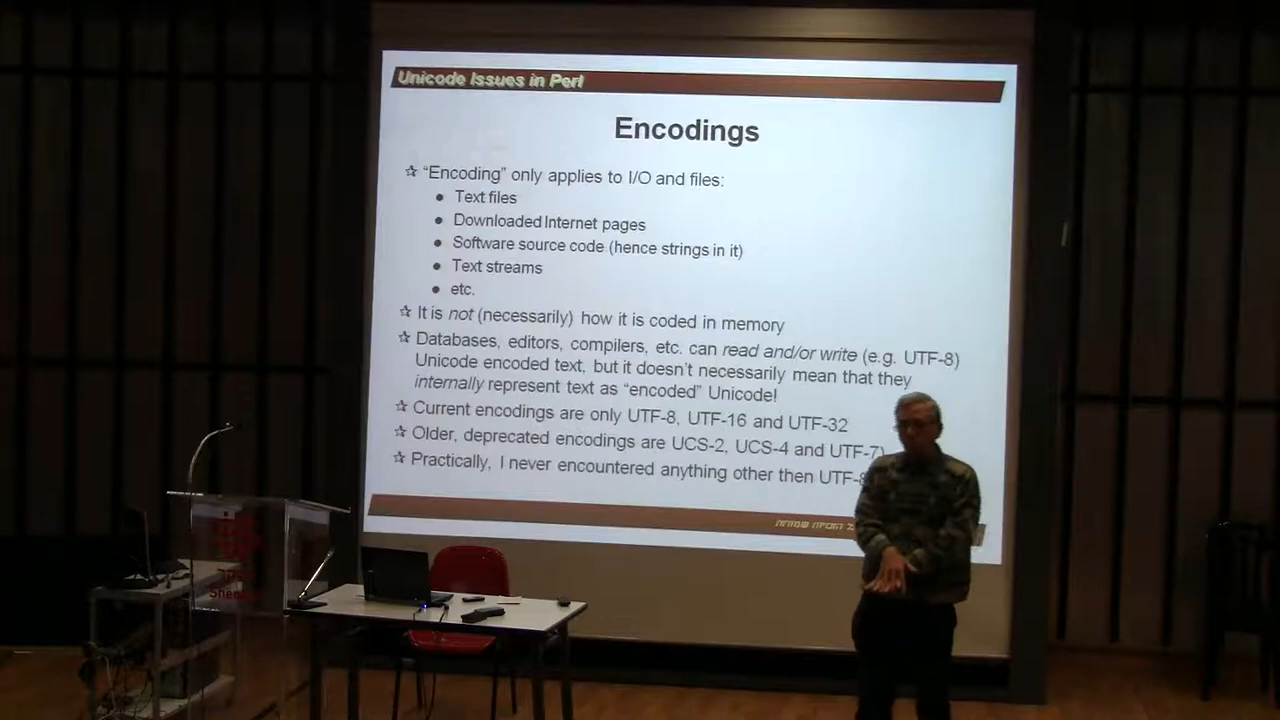 Unicode Issues in Perl
Encodings
“Encoding” only applies to I/O and files:
Text files
Downloaded Internet pages
Software source code (hence strings in it)
Text streams
etc.
It is not (necessarily) how it is coded in memory
Databases, editors, compilers, etc. can read and/or write (e.g. UTF-8)
Unicode encoded text, but it doesn’t necessarily mean that they
internally represent text as “encoded” Unicode!
Current encodings are only UTF-8, UTF-16 and UTF-32
Older, deprecated encodings are UCS-2, UCS-4 and UTF-7)
Practically, I never encountered anything other then UTF-8
הזכויות שמורות